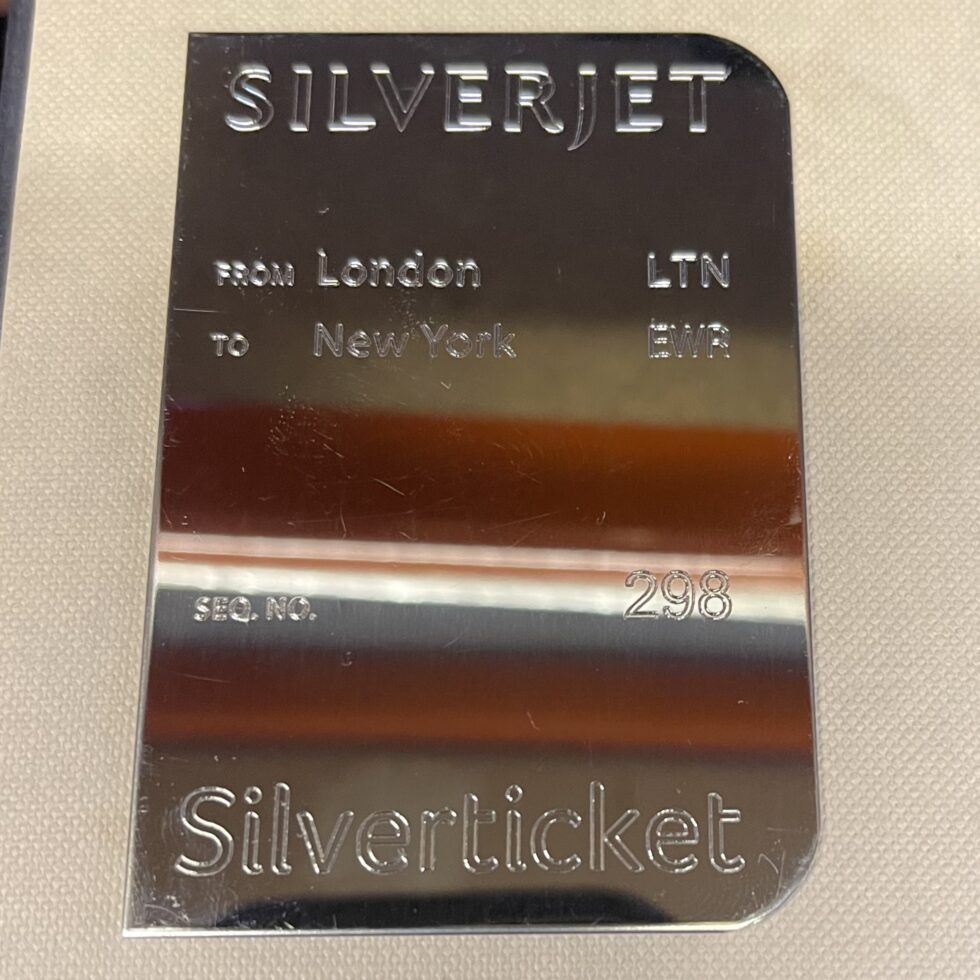 SILVERJET
FROM London LTN
TO New York EWR
SEQ. NO. 298
Silverticket